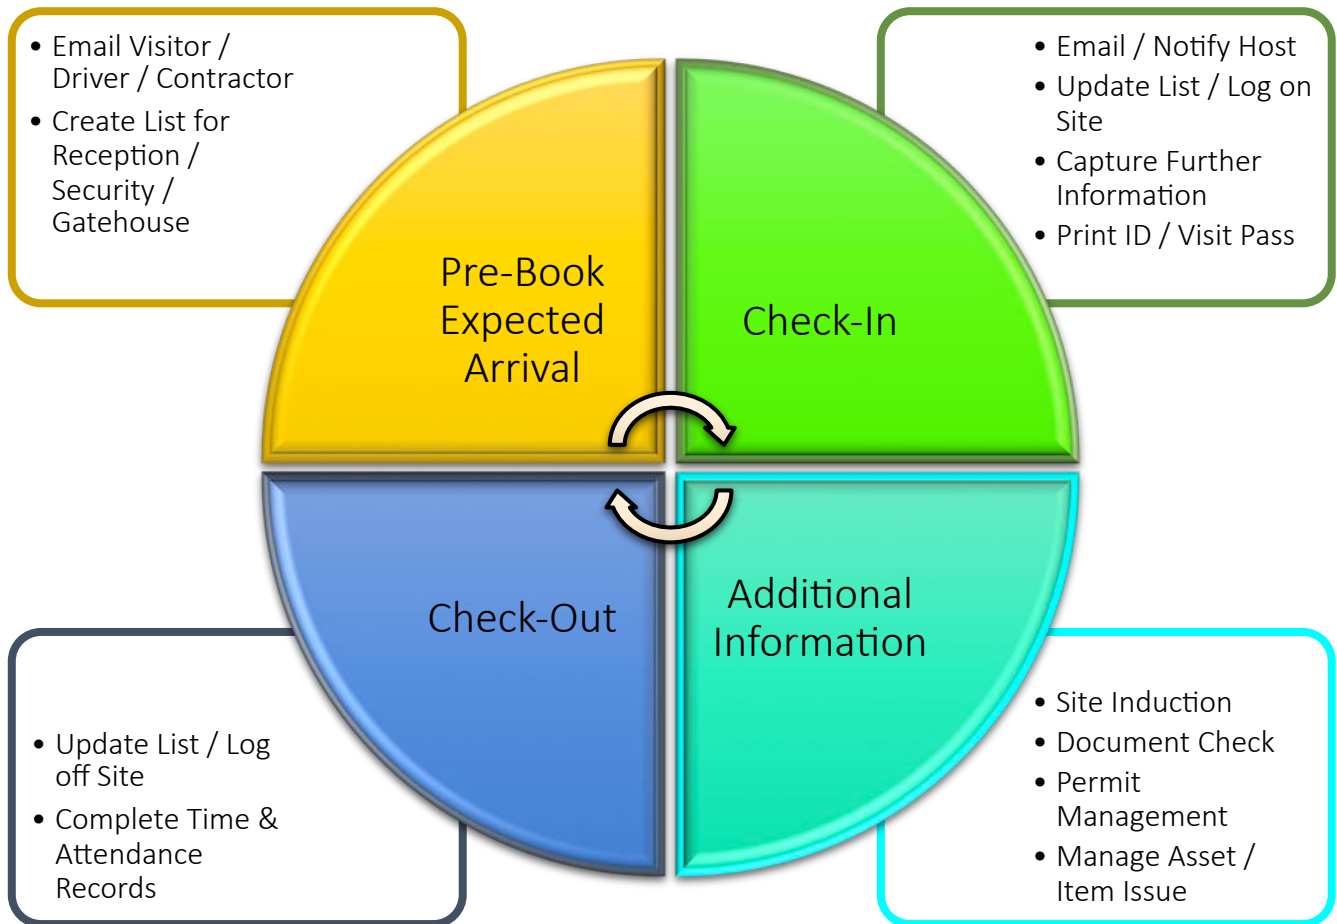 • Email Visitor /
Driver / Contractor
• Create List for
Reception /
Security /
Gatehouse
• Email / Notify Host
• Update List / Log on
Site
• Capture Further
Information
• Print ID / Visit Pass
Pre-Book
Expected
Arrival
Check-In
Check-Out
Additional
Information
• Update List / Log
off Site
• Complete Time &
Attendance
Records
• Site Induction
• Document Check
• Permit
Management
• Manage Asset /
Item Issue